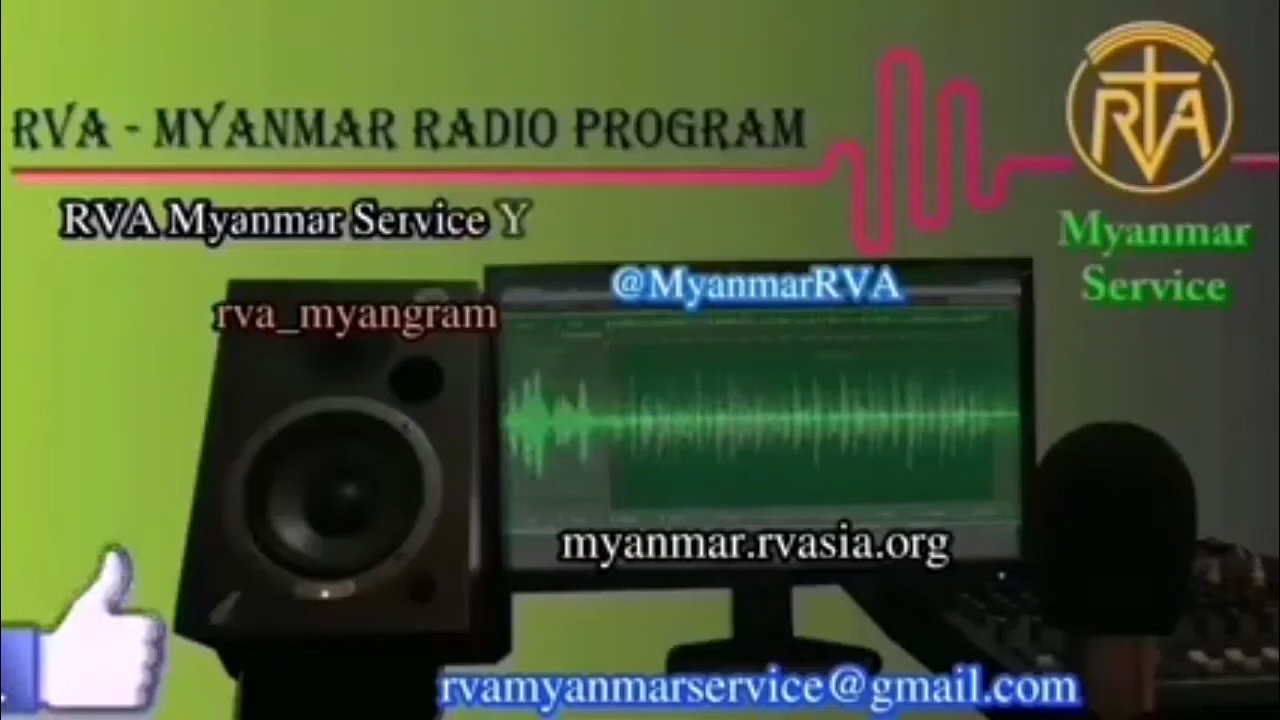 RVA - MYANMAR RADIO PROGRAM
RVA
Myanmar
Service
RVA Myanmar Service Y
@MyanmarRVA
rva_myangram
myanmar.rvasia.org
rvamyanmarservice@gmail.com